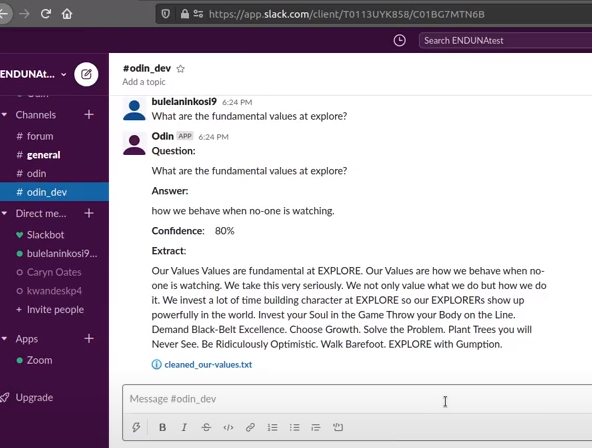 https://app.slack.com/client/T0113UYK858/C01BG7MTN6B
Search ENDUNAtest
ENDUNAt...
Channels
# forum
# general
# odin
# odin_dev
Direct me...
Slackbot
bulelaninkosi9...
Caryn Oates
kwandeskp4
+ Invite people
Apps
Zoom
Upgrade
#odin_dev
Add a topic
bulelaninkosi9 6:24 PM
What are the fundamental values at explore?
Odin APP 6:24 PM
Question:
What are the fundamental values at explore?
Answer:
how we behave when no-one is watching.
Confidence: 80%
Extract:
Our Values Values are fundamental at EXPLORE. Our Values are how we behave when no-
one is watching. We take this very seriously. We not only value what we do but how we do
it. We invest a lot of time building character at EXPLORE so our EXPLORERs show up
powerfully in the world. Invest your Soul in the Game Throw your Body on the Line.
Demand Black-Belt Excellence. Choose Growth. Solve the Problem. Plant Trees you will
Never See. Be Ridiculously Optimistic. Walk Barefoot. EXPLORE with Gumption.
cleaned_our-values.txt
Message #odin_dev